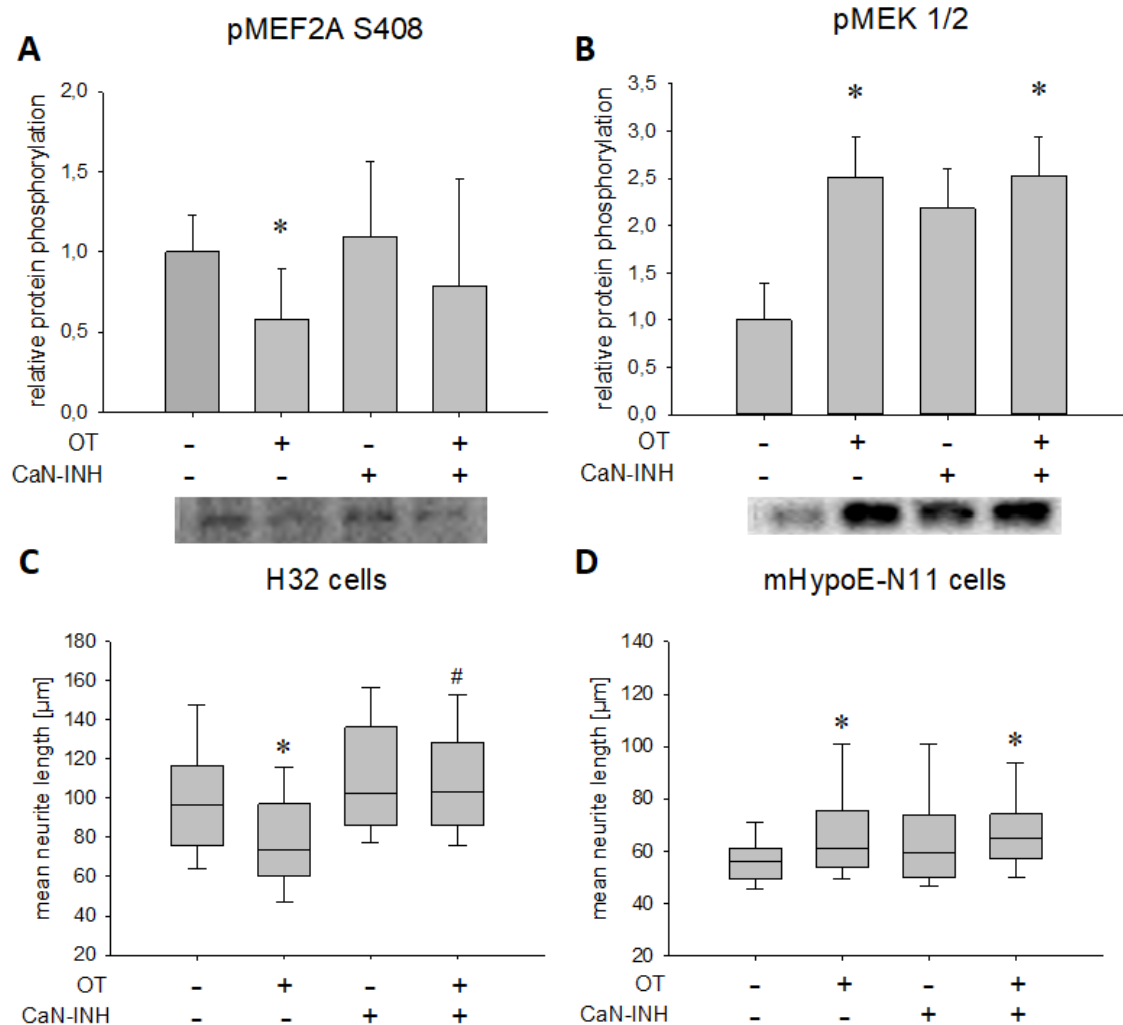 A
pMEF2A S408
relative protein phosphorylation
2,0
1,5
1,0
0,5
0,0
*
OT - + - +
CaN-INH - - + +
B
pMEK 1/2
relative protein phosphorylation
3,5
3,0
2,5
2,0
1,5
1,0
0,5
0,0
* *
OT - + - +
CaN-INH - - + +
C
H32 cells
mean neurite length [µm]
180
160
140
120
100
80
60
40
20
* #
OT - + - +
CaN-INH - - + +
D
mHypoE-N11 cells
mean neurite length [µm]
140
120
100
80
60
40
20
* *
OT - + - +
CaN-INH - - + +